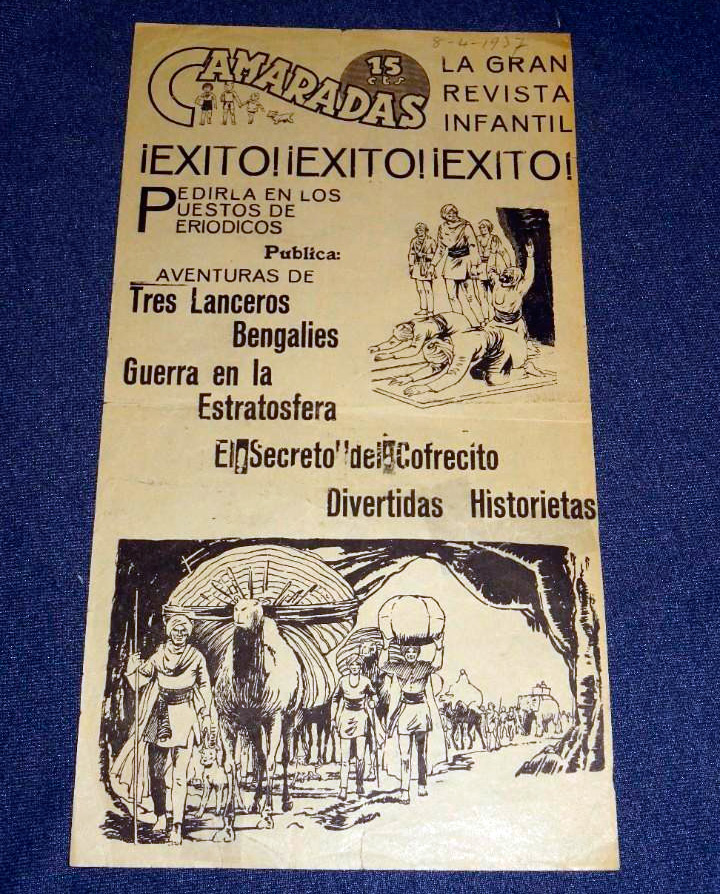 8-4-1937
CAMARADAS
15
cts
LA GRAN
REVISTA
INFANTIL
¡EXITO! ¡EXITO! ¡EXITO!
PEDIRLA EN LOS
PUESTOS DE
PERIODICOS
Publica:
AVENTURAS DE
Tres Lanceros
Bengalies
Guerra en la
Estratosfera
El Secreto" del Cofrecito
Divertidas Historietas